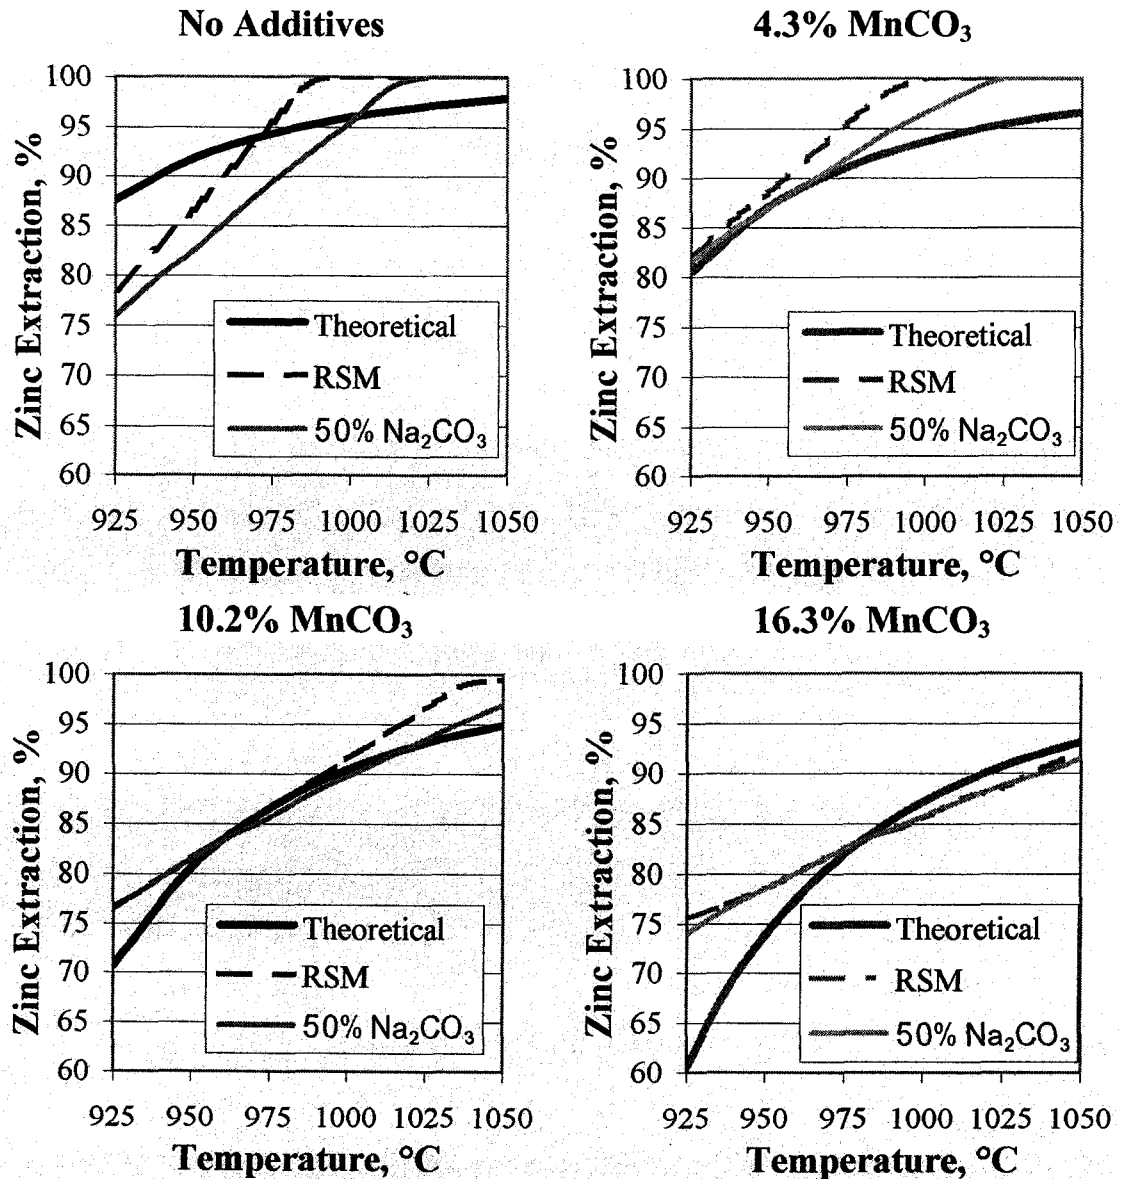 No Additives
100
95
90
85
80
75
70
65
60
Zinc Extraction, %
Theoretical
RSM
50% Na₂CO₃
925 950 975 1000 1025 1050
Temperature, °C
4.3% MnCO₃
100
95
90
85
80
75
70
65
60
Zinc Extraction, %
Theoretical
RSM
50% Na₂CO₃
925 950 975 1000 1025 1050
Temperature, °C
10.2% MnCO₃
100
95
90
85
80
75
70
65
60
Zinc Extraction, %
Theoretical
RSM
50% Na₂CO₃
925 950 975 1000 1025 1050
Temperature, °C
16.3% MnCO₃
100
95
90
85
80
75
70
65
60
Zinc Extraction, %
Theoretical
RSM
50% Na₂CO₃
925 950 975 1000 1025 1050
Temperature, °C